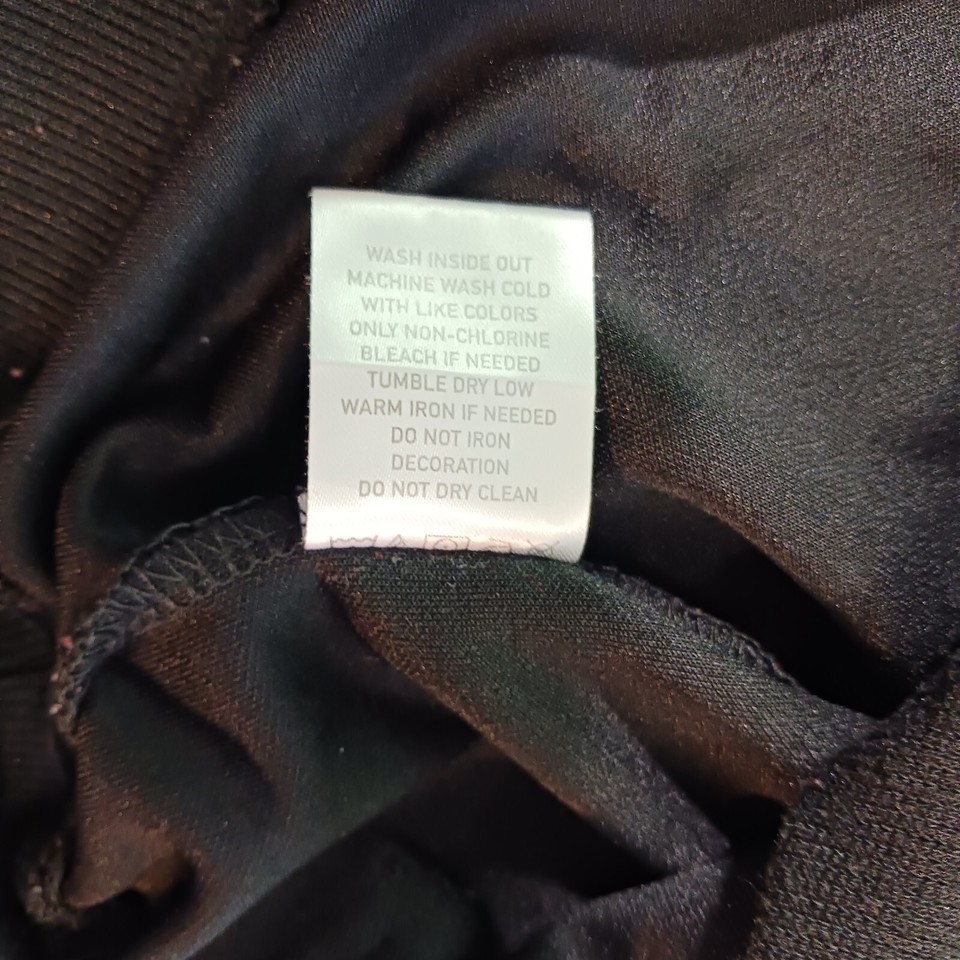 WASH INSIDE OUT
MACHINE WASH COLD
WITH LIKE COLORS
ONLY NON-CHLORINE
BLEACH IF NEEDED
TUMBLE DRY LOW
WARM IRON IF NEEDED
DO NOT IRON
DECORATION
DO NOT DRY CLEAN